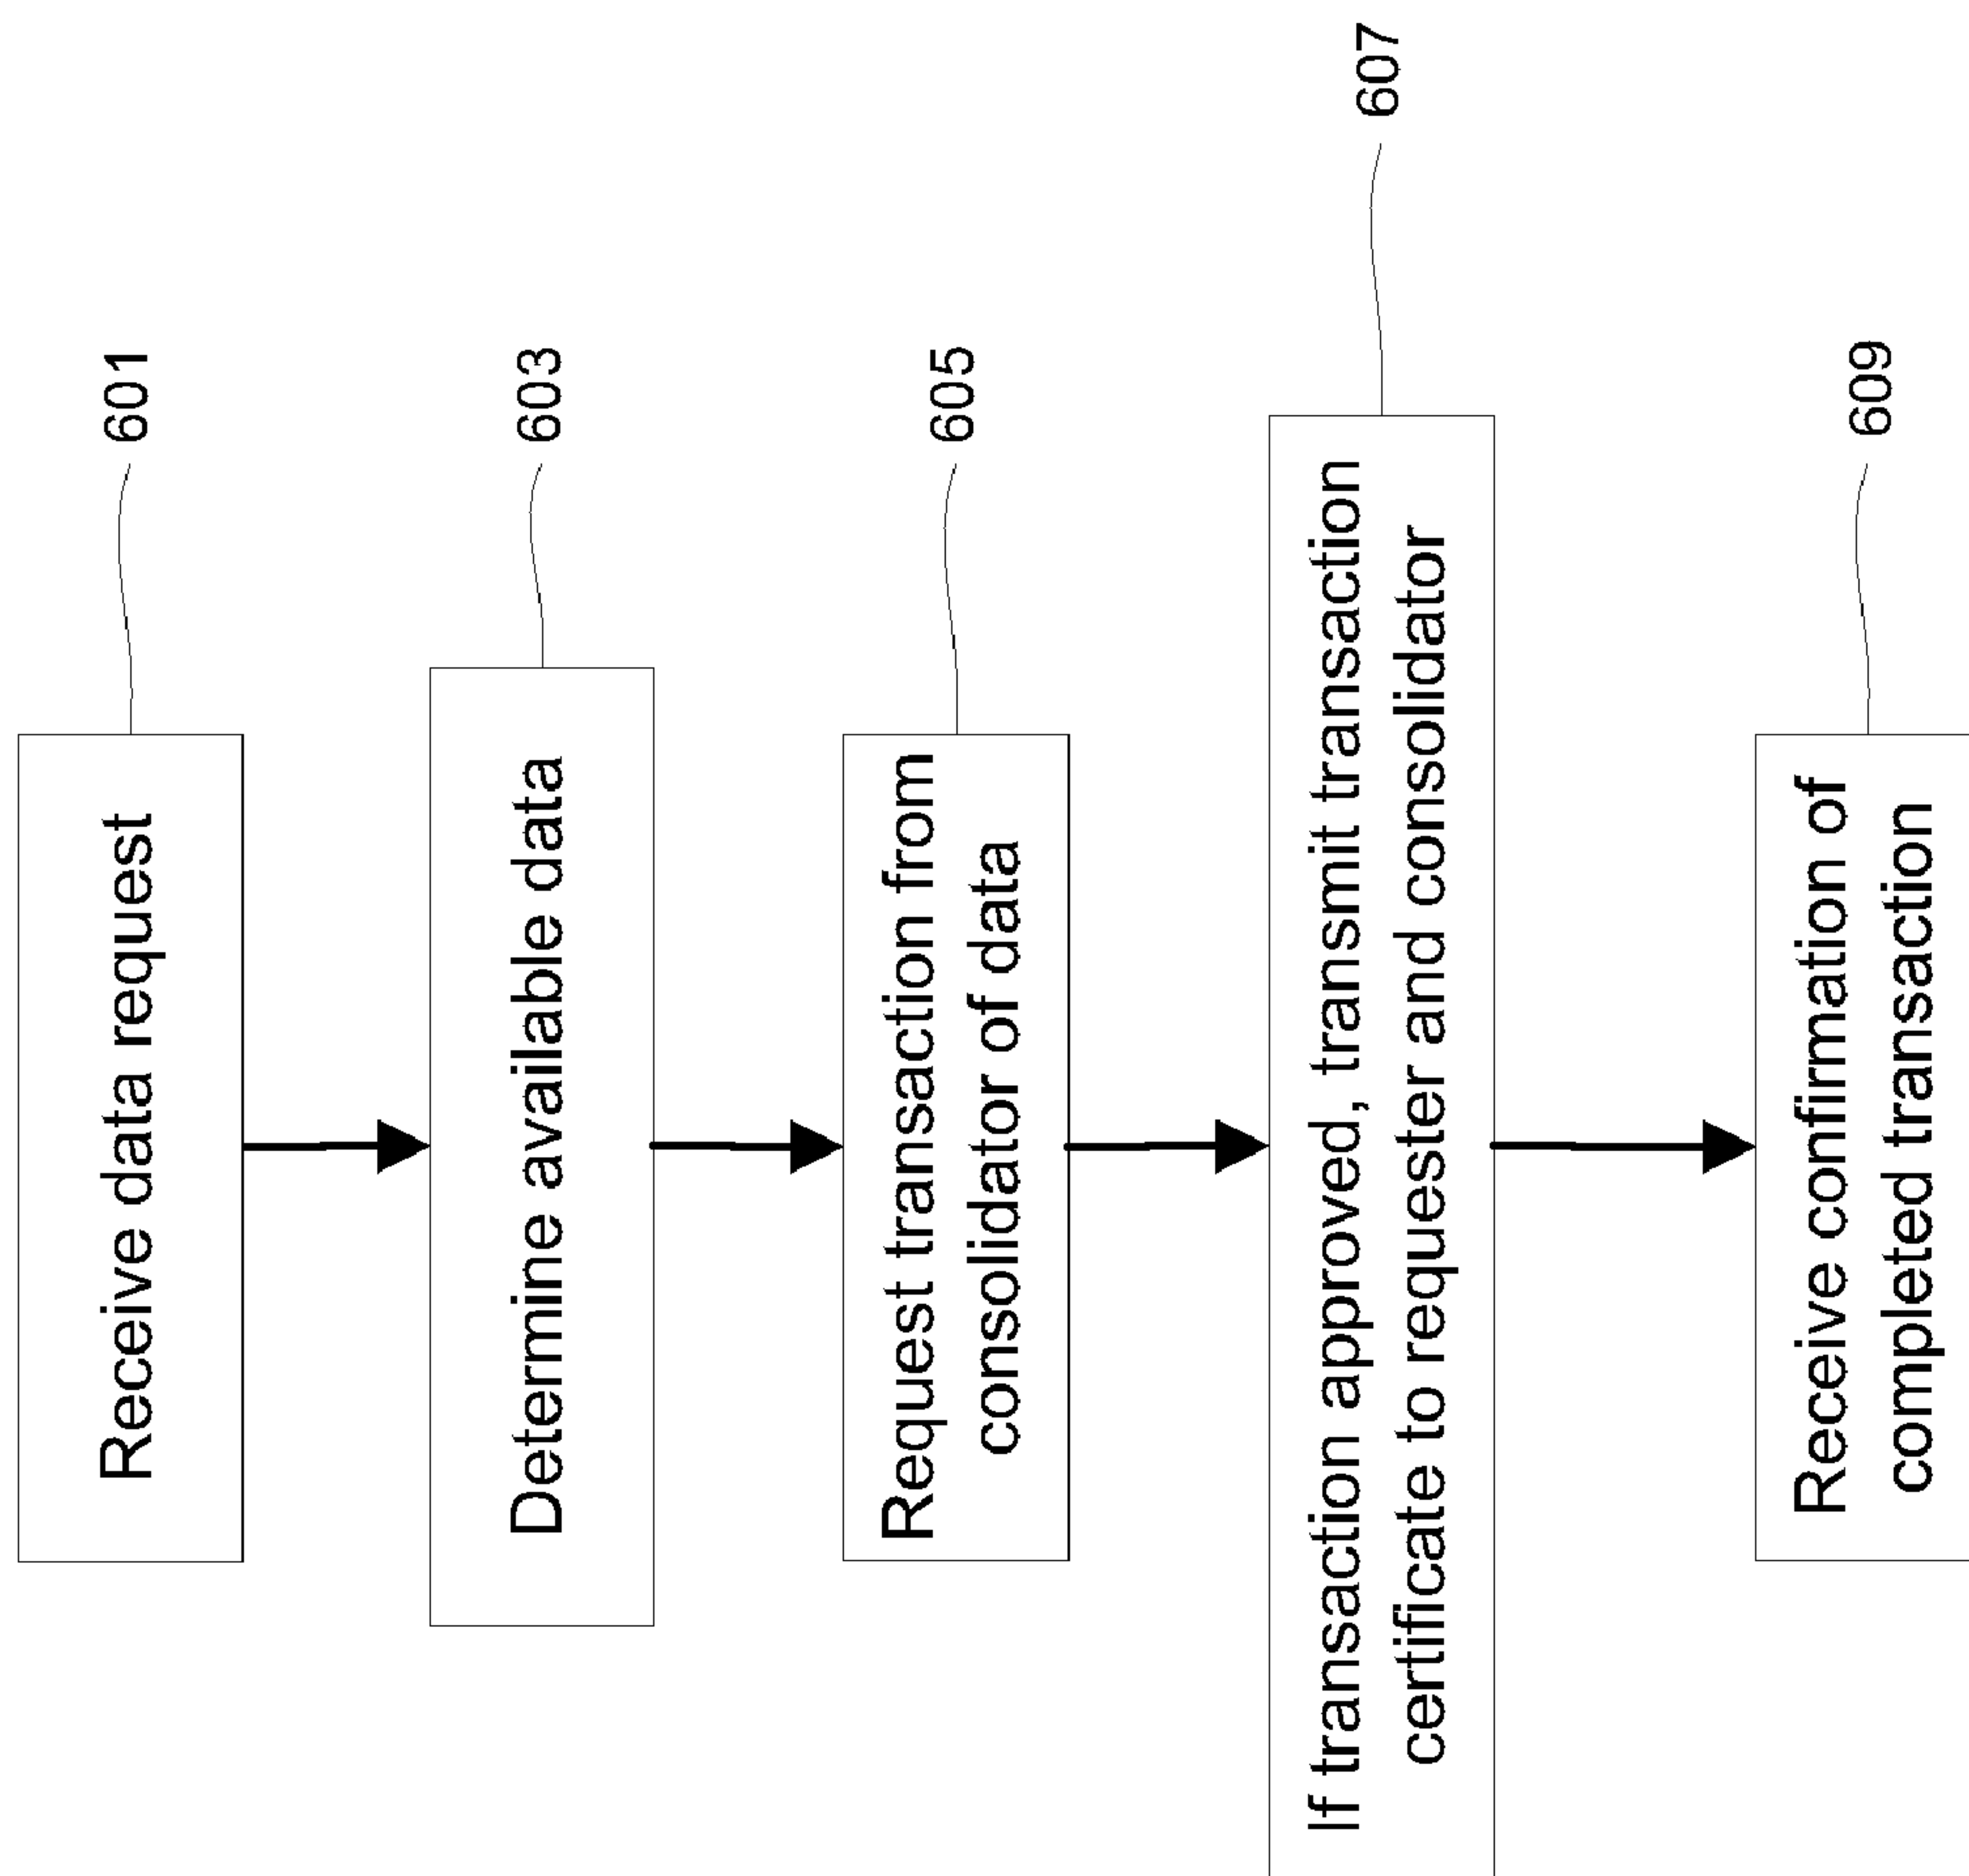 Receive data request
601
Determine available data
603
Request transaction from
consolidator of data
605
If transaction approved, transmit transaction
certificate to requester and consolidator
607
Receive confirmation of
completed transaction
609